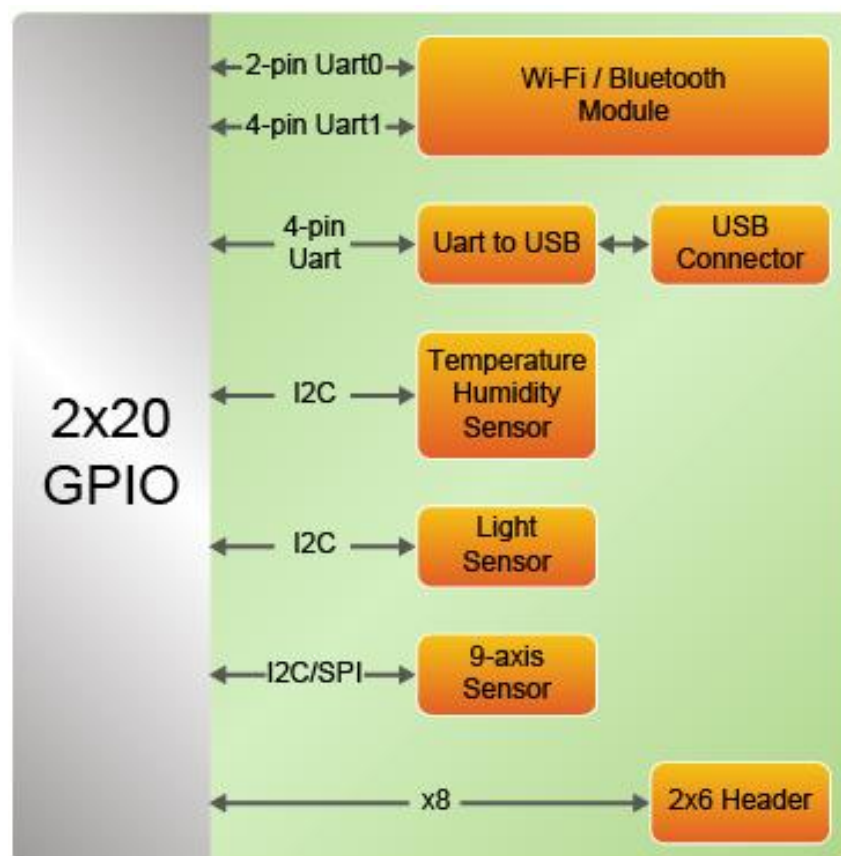 2-pin Uart0
Wi-Fi / Bluetooth
Module
4-pin Uart1
4-pin
Uart
Uart to USB
USB
Connector
2x20
GPIO
I2C
Temperature
Humidity
Sensor
I2C
Light
Sensor
I2C/SPI
9-axis
Sensor
x8
2x6 Header